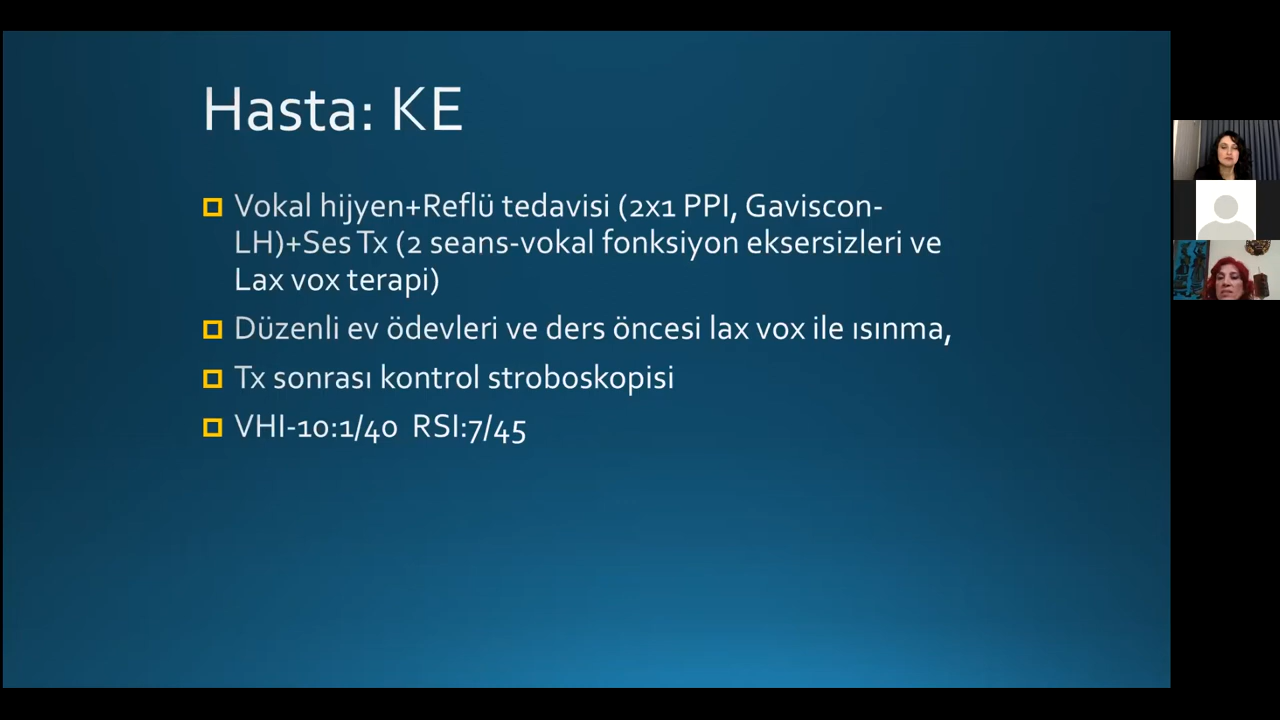 Hasta: KE
Vokal hijyen+Reflü tedavisi (2x1 PPI, Gaviscon-
LH)+Ses Tx (2 seans-vokal fonksiyon eksersizleri ve
Lax vox terapi)
Düzenli ev ödevleri ve ders öncesi lax vox ile ısınma,
Tx sonrası kontrol stroboskopisi
VHI-10:1/40 RSI:7/45